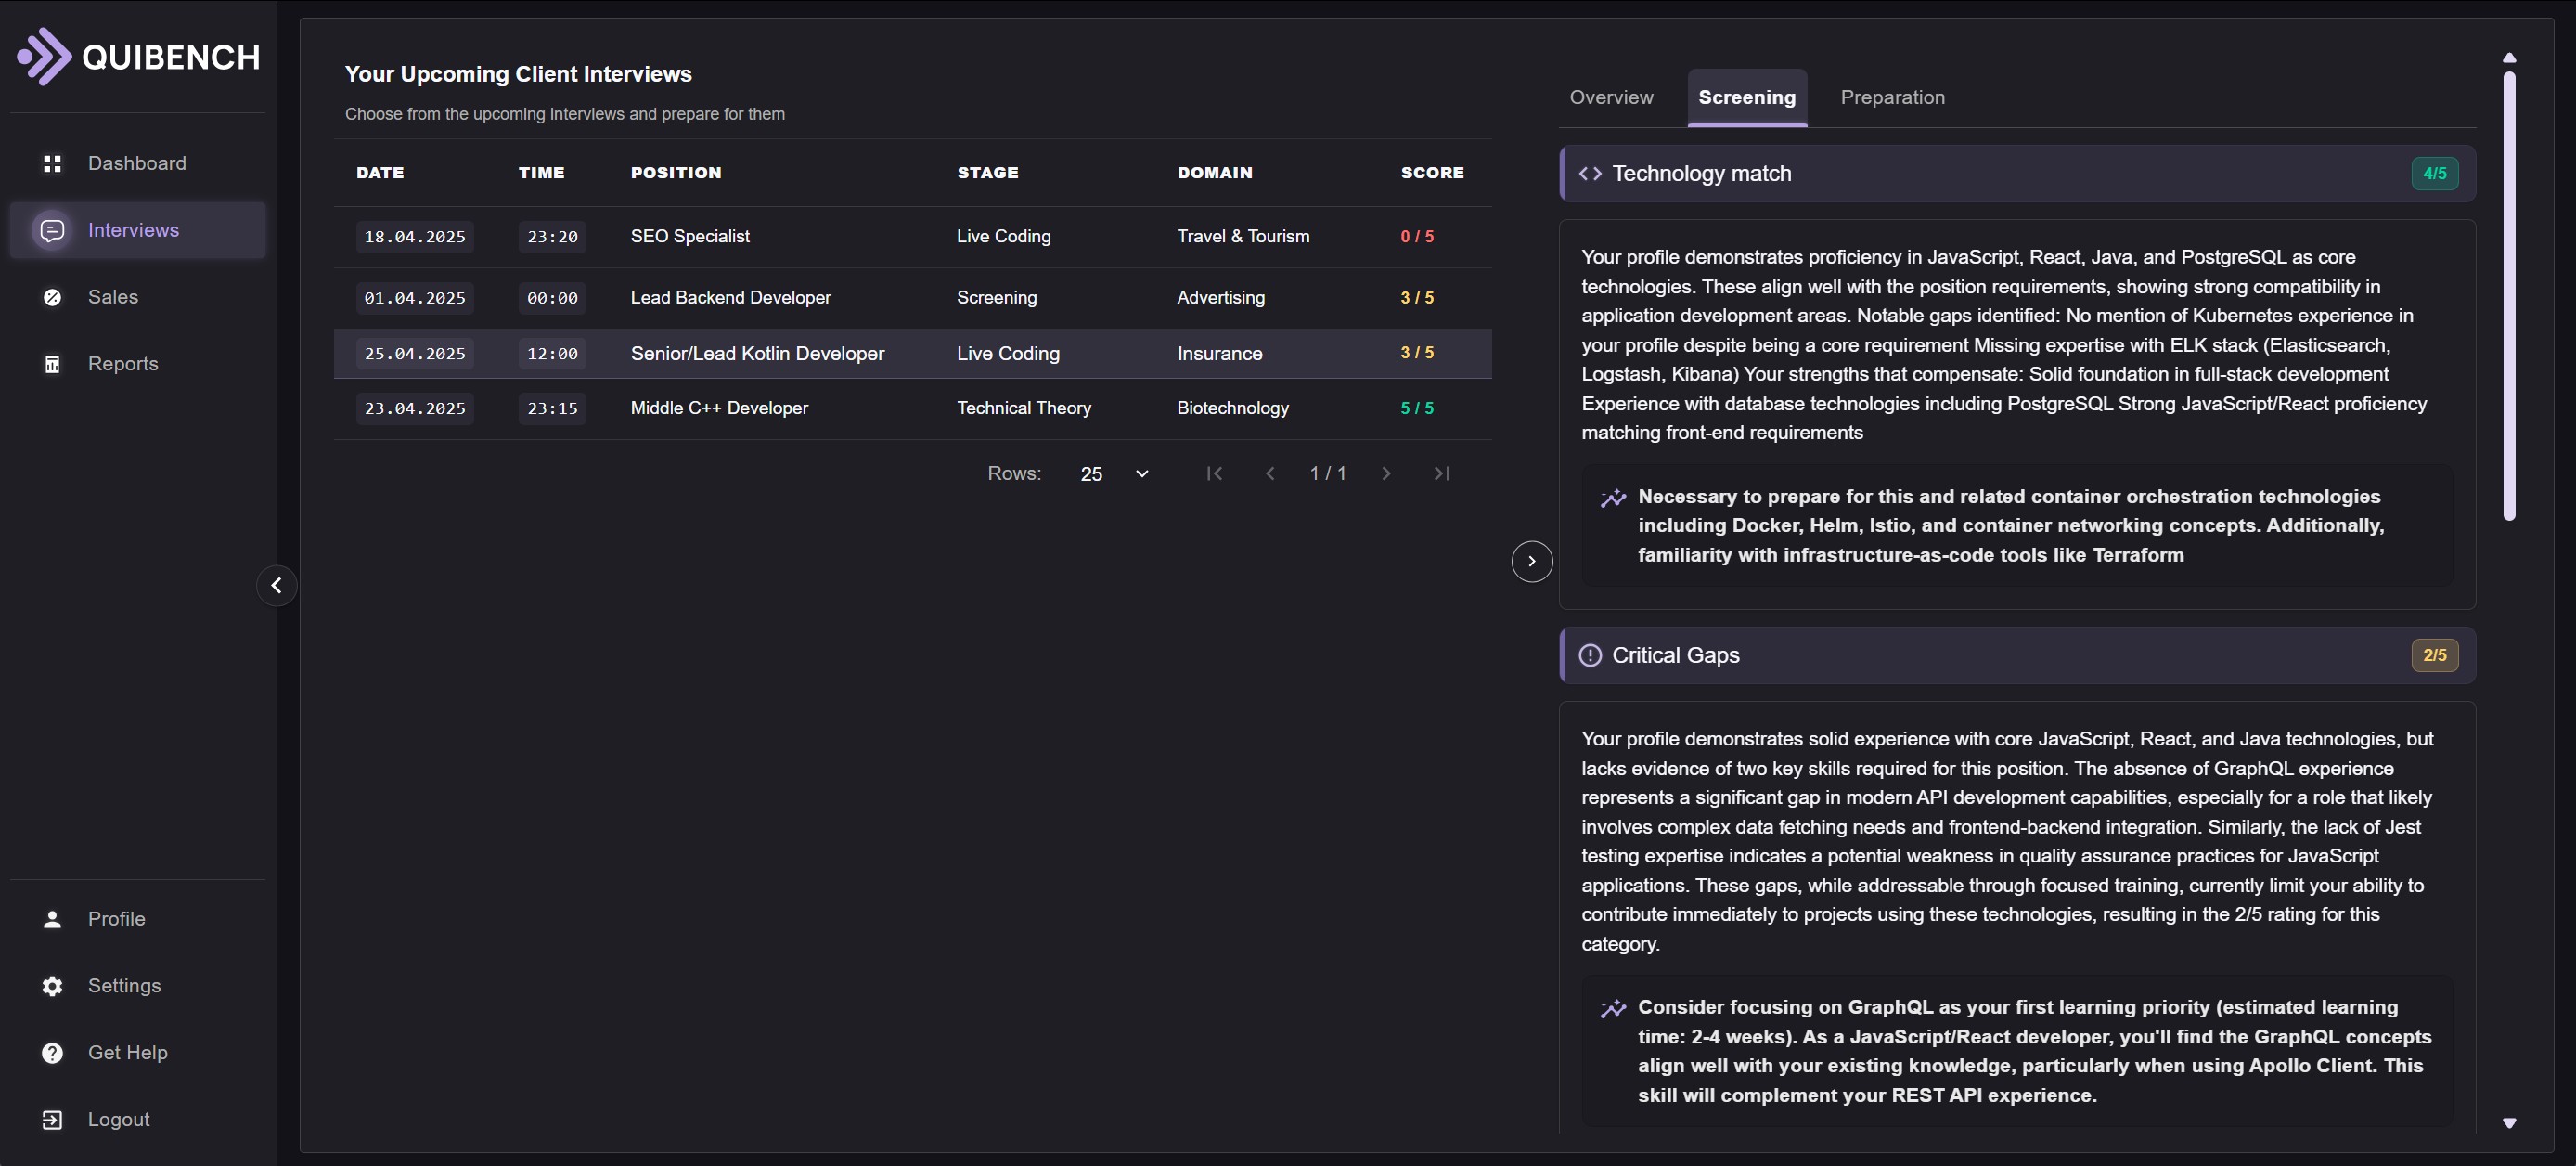 QUIBENCH
Dashboard
Interviews
Sales
Reports
Profile
Settings
Get Help
Logout
Your Upcoming Client Interviews
Choose from the upcoming interviews and prepare for them
DATE TIME POSITION STAGE DOMAIN SCORE
18.04.2025 23:20 SEO Specialist Live Coding Travel & Tourism 0 / 5
01.04.2025 00:00 Lead Backend Developer Screening Advertising 3 / 5
25.04.2025 12:00 Senior/Lead Kotlin Developer Live Coding Insurance 3 / 5
23.04.2025 23:15 Middle C++ Developer Technical Theory Biotechnology 5 / 5
Rows: 25 1 / 1
Overview Screening Preparation
Technology match 4/5
Your profile demonstrates proficiency in JavaScript, React, Java, and PostgreSQL as core
technologies. These align well with the position requirements, showing strong compatibility in
application development areas. Notable gaps identified: No mention of Kubernetes experience in
your profile despite being a core requirement Missing expertise with ELK stack (Elasticsearch,
Logstash, Kibana) Your strengths that compensate: Solid foundation in full-stack development
Experience with database technologies including PostgreSQL Strong JavaScript/React proficiency
matching front-end requirements
Necessary to prepare for this and related container orchestration technologies
including Docker, Helm, Istio, and container networking concepts. Additionally,
familiarity with infrastructure-as-code tools like Terraform
Critical Gaps 2/5
Your profile demonstrates solid experience with core JavaScript, React, and Java technologies, but
lacks evidence of two key skills required for this position. The absence of GraphQL experience
represents a significant gap in modern API development capabilities, especially for a role that likely
involves complex data fetching needs and frontend-backend integration. Similarly, the lack of Jest
testing expertise indicates a potential weakness in quality assurance practices for JavaScript
applications. These gaps, while addressable through focused training, currently limit your ability to
contribute immediately to projects using these technologies, resulting in the 2/5 rating for this
category.
Consider focusing on GraphQL as your first learning priority (estimated learning
time: 2-4 weeks). As a JavaScript/React developer, you'll find the GraphQL concepts
align well with your existing knowledge, particularly when using Apollo Client. This
skill will complement your REST API experience.